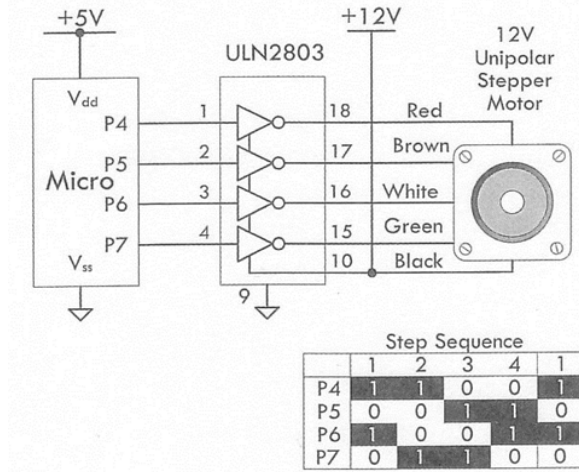 +5V
+12V
ULN2803
12V
Unipolar
Stepper
Motor
Vdd
Micro
P4
P5
P6
P7
Vss
1
2
3
4
9
18
17
16
15
10
Red
Brown
White
Green
Black
Step Sequence
1 2 3 4 1
P4 1 1 0 0 1
P5 0 0 1 1 0
P6 1 0 0 1 1
P7 0 1 1 0 0